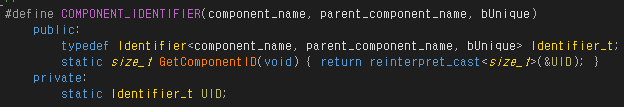 #define COMPONENT_IDENTIFIER(component_name, parent_component_name, bUnique)
public:
typedef Identifier<component_name, parent_component_name, bUnique> Identifier_t;
static size_t GetComponentID(void) { return reinterpret_cast<size_t>(&UID); }
private:
static Identifier_t UID;